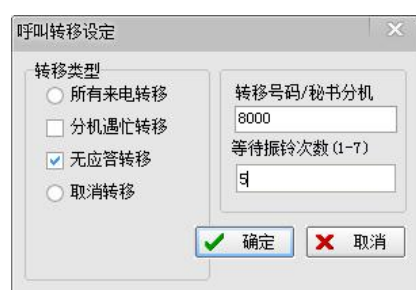 呼叫转移设定
转移类型
所有来电转移
分机遇忙转移
无应答转移
取消转移
转移号码/秘书分机
8000
等待振铃次数(1-7)
5
确定
取消